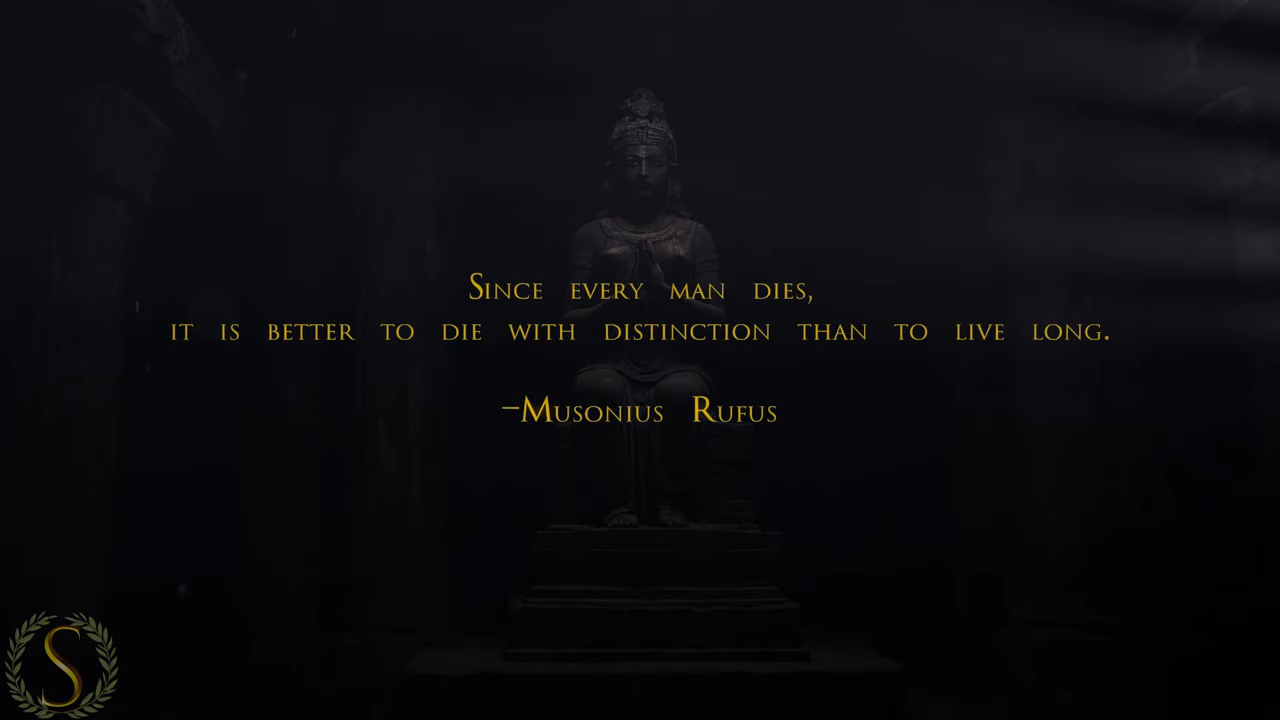 Since every man dies,
it is better to die with distinction than to live long.
–Musonius Rufus
S